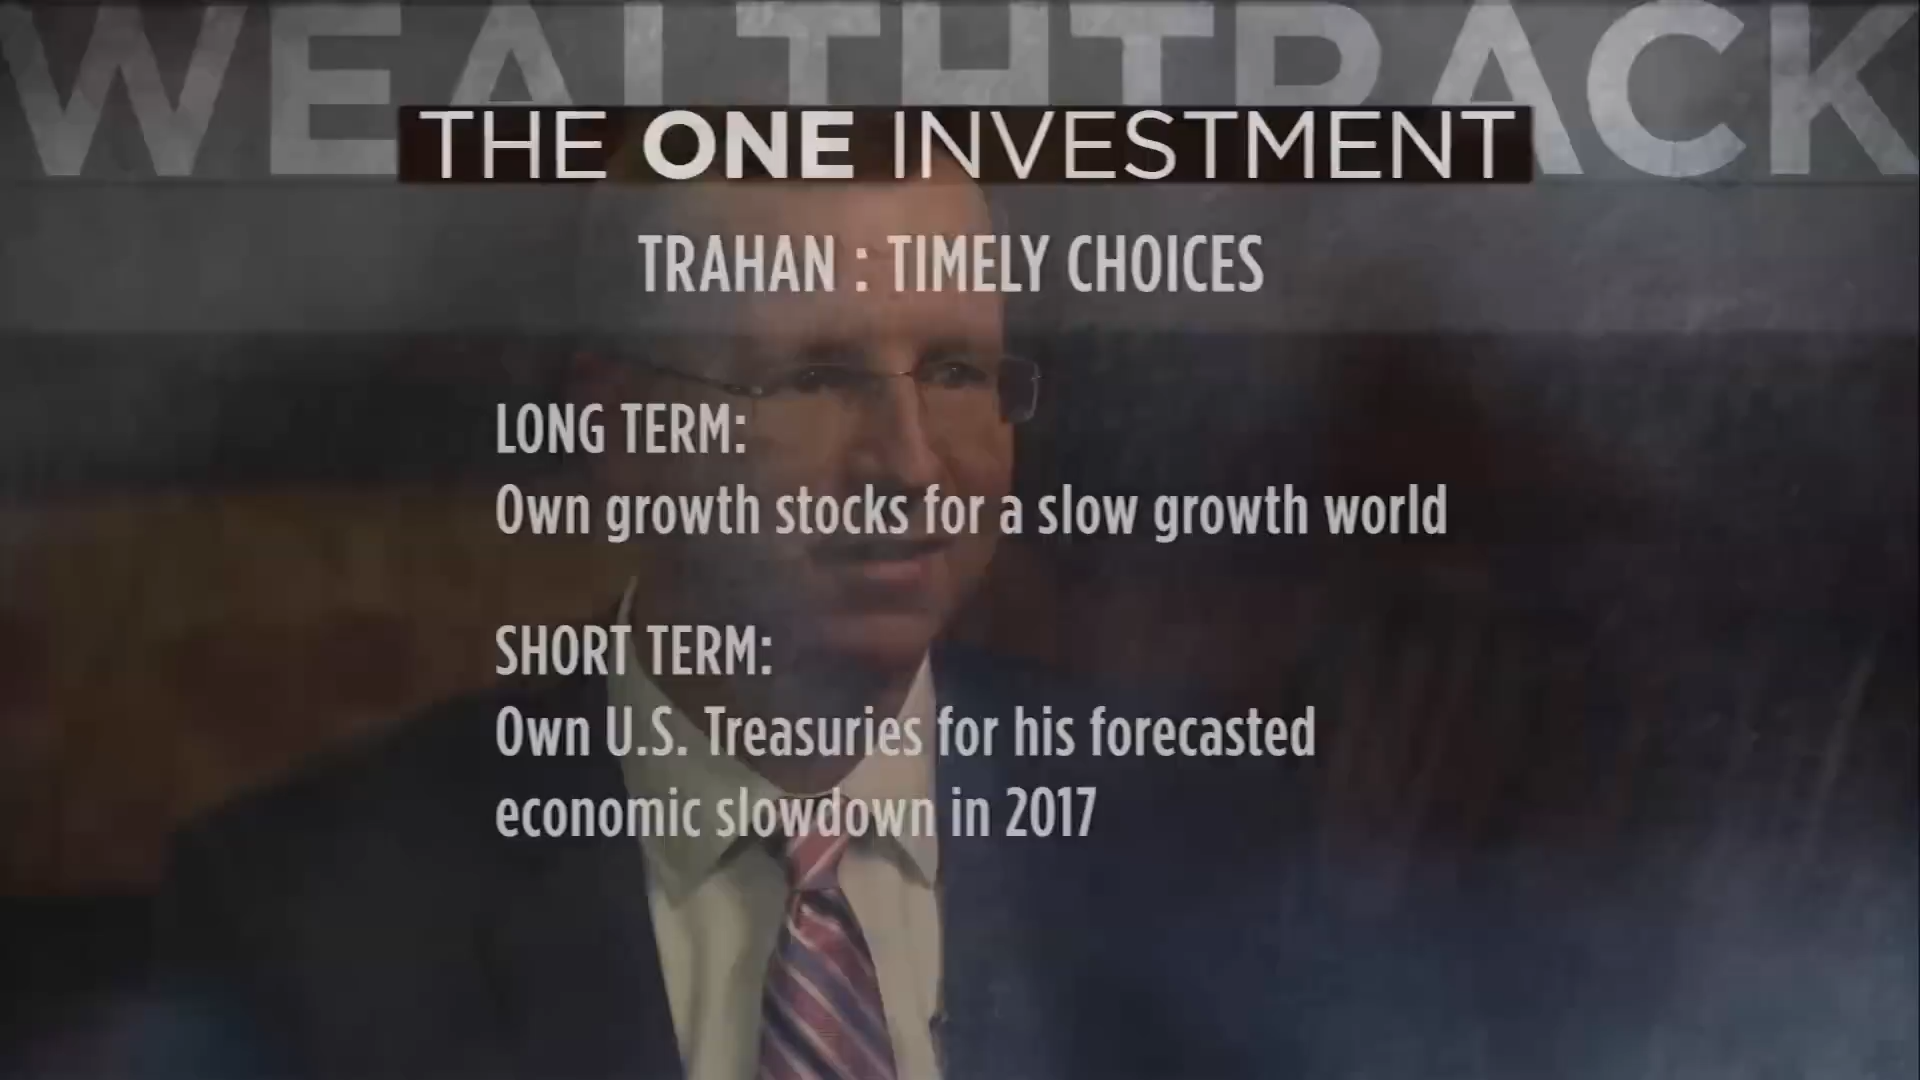 WEALTHTRACK
THE ONE INVESTMENT
TRAHAN : TIMELY CHOICES
LONG TERM:
Own growth stocks for a slow growth world
SHORT TERM:
Own U.S. Treasuries for his forecasted
economic slowdown in 2017